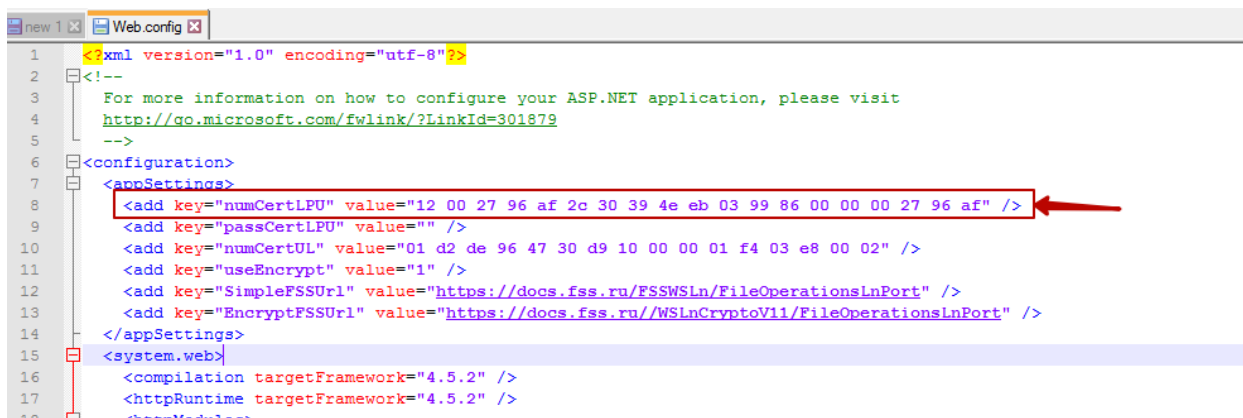 new 1 Web.config
1 <?xml version="1.0" encoding="utf-8"?>
2 <!--
3 For more information on how to configure your ASP.NET application, please visit
4 http://go.microsoft.com/fwlink/?LinkId=301879
5 -->
6 <configuration>
7 <appSettings>
8 <add key="numCertLPU" value="12 00 27 96 af 2c 30 39 4e eb 03 99 86 00 00 00 27 96 af" />
9 <add key="passCertLPU" value="" />
10 <add key="numCertUL" value="01 d2 de 96 47 30 d9 10 00 00 01 f4 03 e8 00 02" />
11 <add key="useEncrypt" value="1" />
12 <add key="SimpleFSSUrl" value="https://docs.fss.ru/FSSWSLn/FileOperationsLnPort" />
13 <add key="EncryptFSSUrl" value="https://docs.fss.ru//WSLnCryptoV11/FileOperationsLnPort" />
14 </appSettings>
15 <system.web>
16 <compilation targetFramework="4.5.2" />
17 <httpRuntime targetFramework="4.5.2" />